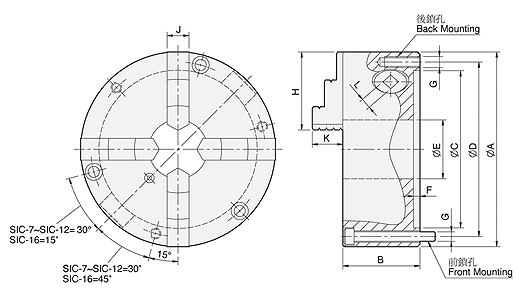 J
後鎖孔
Back Mounting
G
H
L
K
ØE
ØC
ØD
ØA
F
G
SIC-7~SIC-12= 30°
SIC-16=15°
15°
SIC-7~SIC-12=30°
SIC-16=45°
B
前鎖孔
Front Mounting